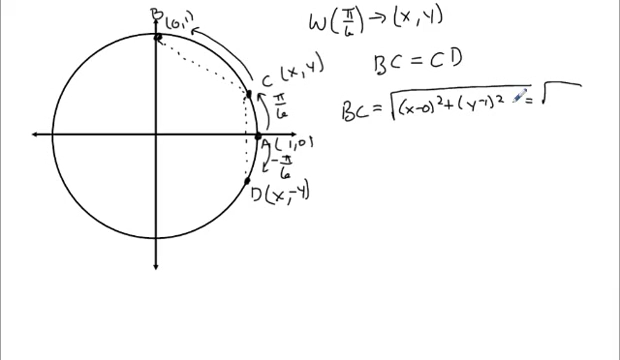 B (0,1)
W(π/6) → (x, y)
C (x, y)
BC = CD
π/6
BC = √((x-0)² + (y-1)²) = √
A (1, 0)
-π/6
D (x, -y)